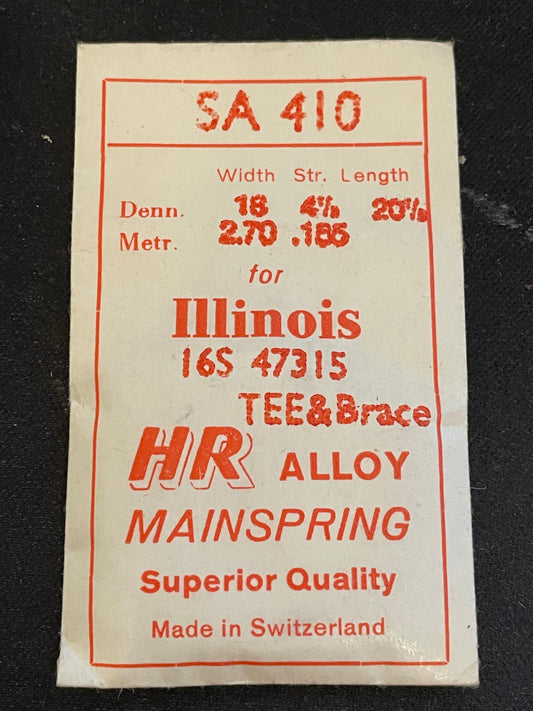 SA 410
Width Str. Length
Denn. 18 4½ 20½
Metr. 2.70 .185
for
Illinois
16S 47315
TEE&Brace
HR ALLOY
MAINSPRING
Superior Quality
Made in Switzerland